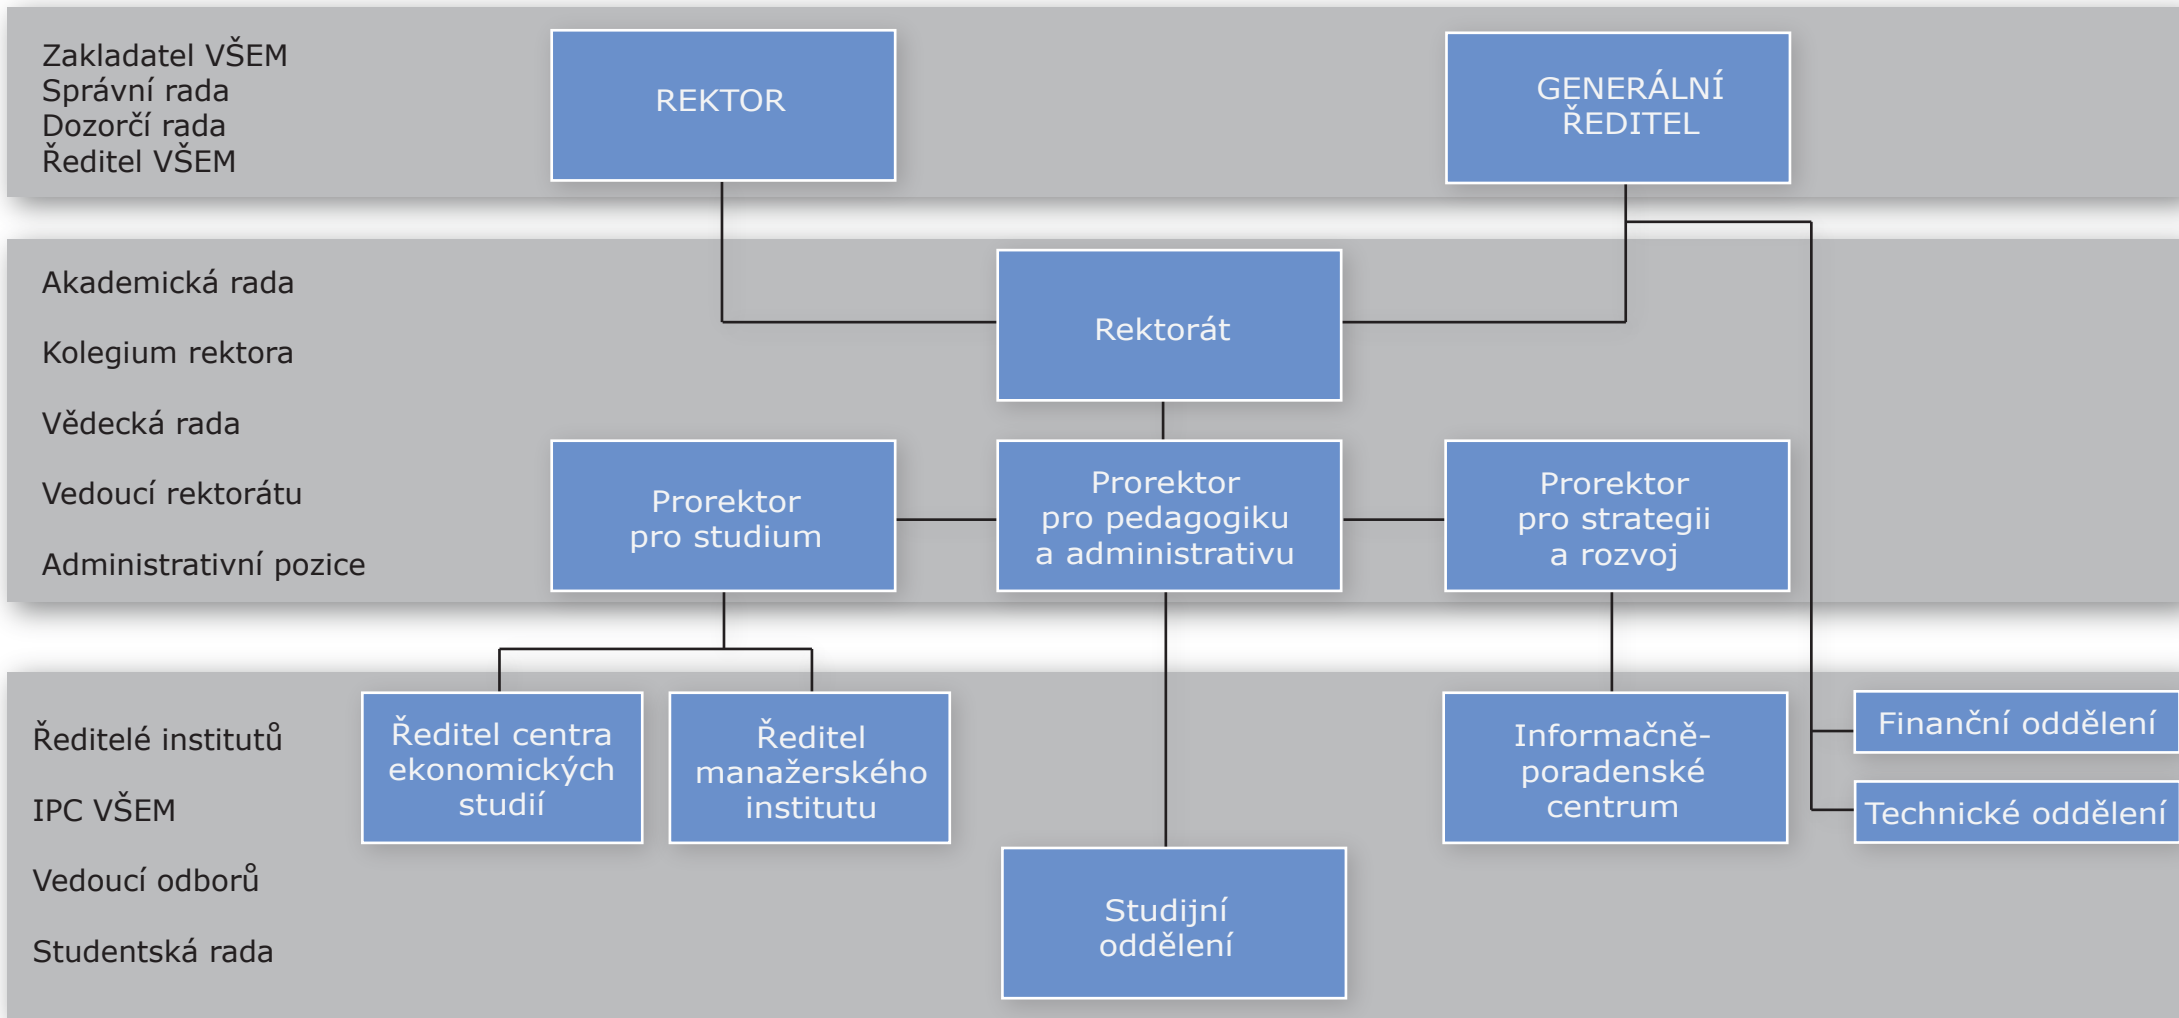 Zakladatel VŠEM
Správní rada
Dozorčí rada
Ředitel VŠEM
REKTOR
GENERÁLNÍ
ŘEDITEL
Akademická rada
Kolegium rektora
Vědecká rada
Vedoucí rektorátu
Administrativní pozice
Rektorát
Prorektor
pro studium
Prorektor
pro pedagogiku
a administrativu
Prorektor
pro strategii
a rozvoj
Ředitelé institutů
IPC VŠEM
Vedoucí odborů
Studentská rada
Ředitel centra
ekonomických
studií
Ředitel
manažerského
institutu
Informačně-
poradenské
centrum
Finanční oddělení
Technické oddělení
Studijní
oddělení